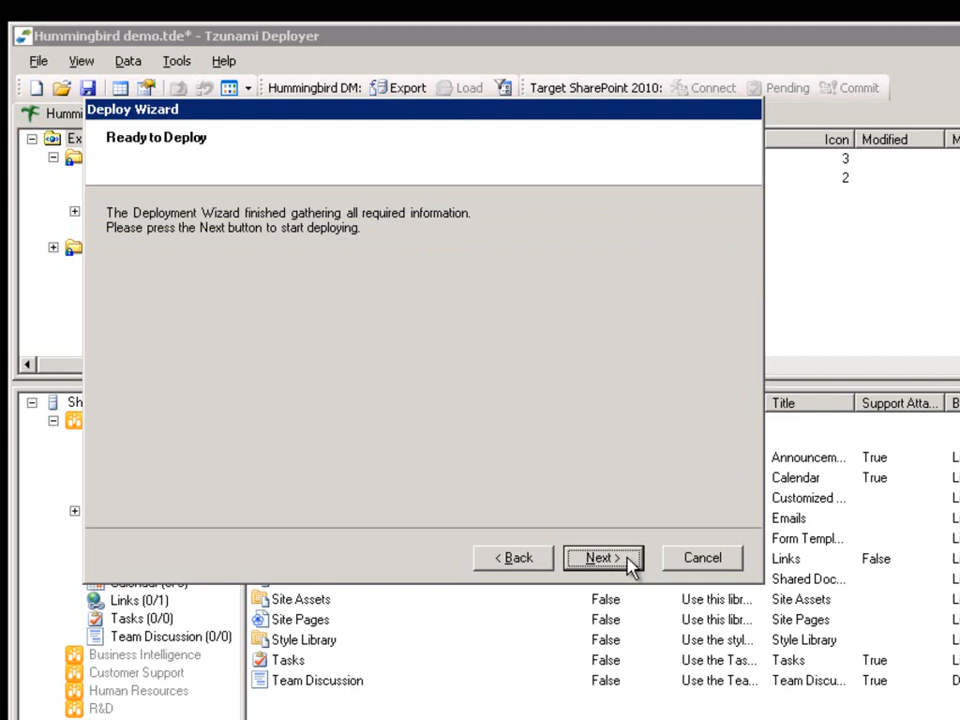 Hummingbird demo.tde* - Tzunami Deployer
File View Data Tools Help
Hummingbird DM: Export Load Target SharePoint 2010: Connect Pending Commit
Deploy Wizard
Ready to Deploy
Icon Modified
3
2
The Deployment Wizard finished gathering all required information.
Please press the Next button to start deploying.
Title Support Atta...
Announcem... True
Calendar True
Customized ...
Emails
Form Templ...
Links False
Shared Doc...
< Back Next > Cancel
Links (0/1)
Tasks (0/0)
Team Discussion (0/0)
Business Intelligence
Customer Support
Human Resources
R&D
Site Assets False Use this libr... Site Assets
Site Pages False Use this libr... Site Pages
Style Library False Use the styl... Style Library
Tasks False Use the Tas... Tasks True
Team Discussion False Use the Tea... Team Discu... True